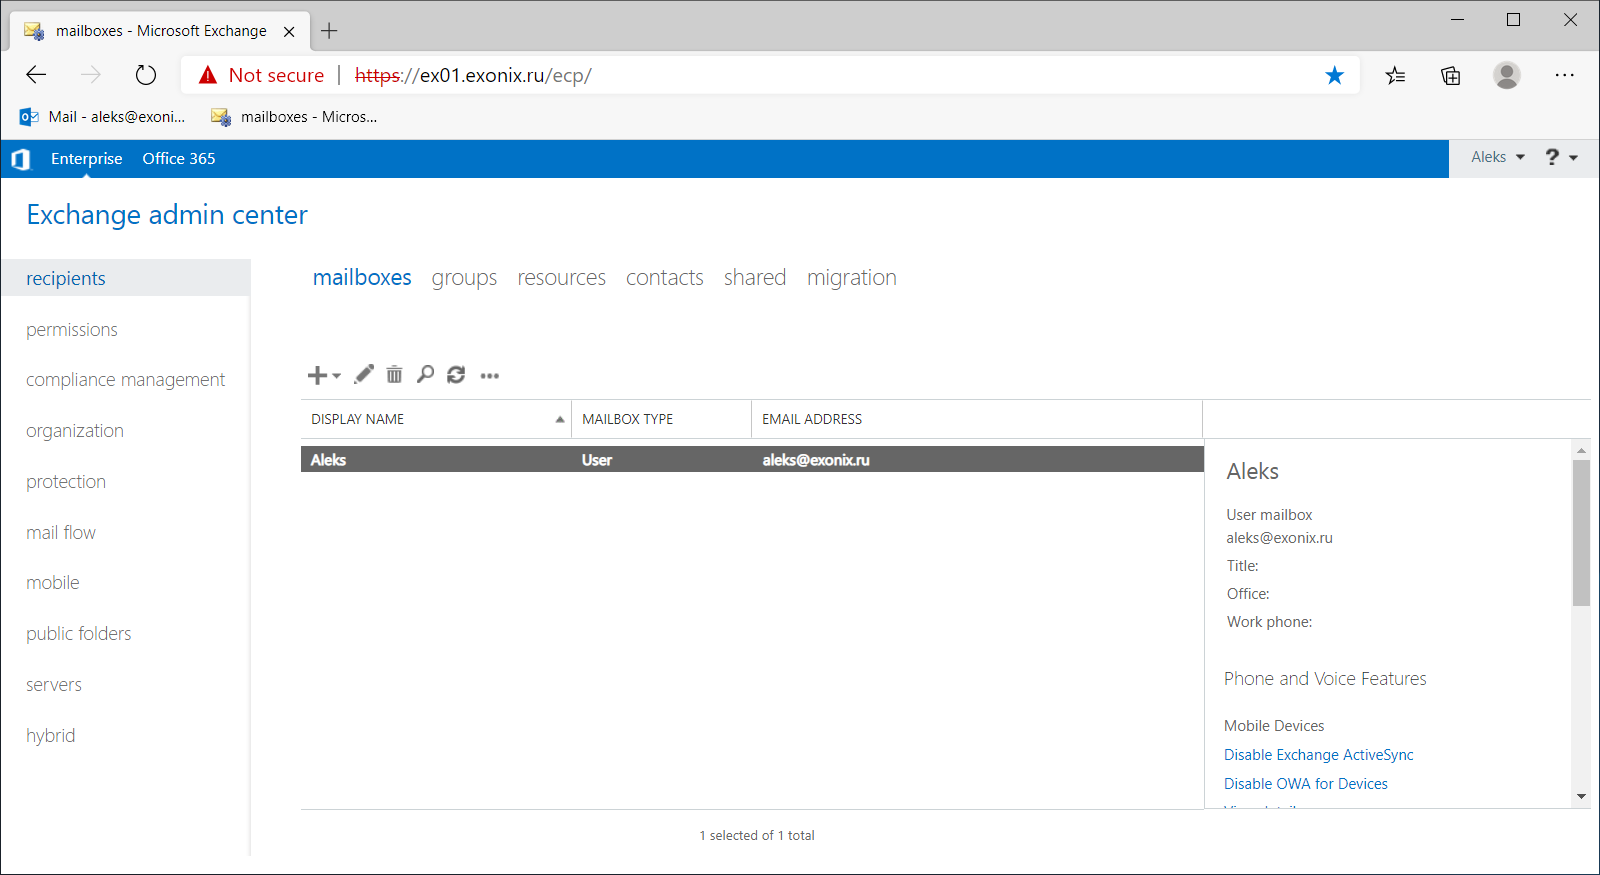 mailboxes - Microsoft Exchange
Not secure | https://ex01.exonix.ru/ecp/
Mail - aleks@exoni...
mailboxes - Micros...
Enterprise
Office 365
Aleks
?
Exchange admin center
recipients
permissions
compliance management
organization
protection
mail flow
mobile
public folders
servers
hybrid
mailboxes groups resources contacts shared migration
DISPLAY NAME MAILBOX TYPE EMAIL ADDRESS
Aleks User aleks@exonix.ru
Aleks
User mailbox
aleks@exonix.ru
Title:
Office:
Work phone:
Phone and Voice Features
Mobile Devices
Disable Exchange ActiveSync
Disable OWA for Devices
1 selected of 1 total